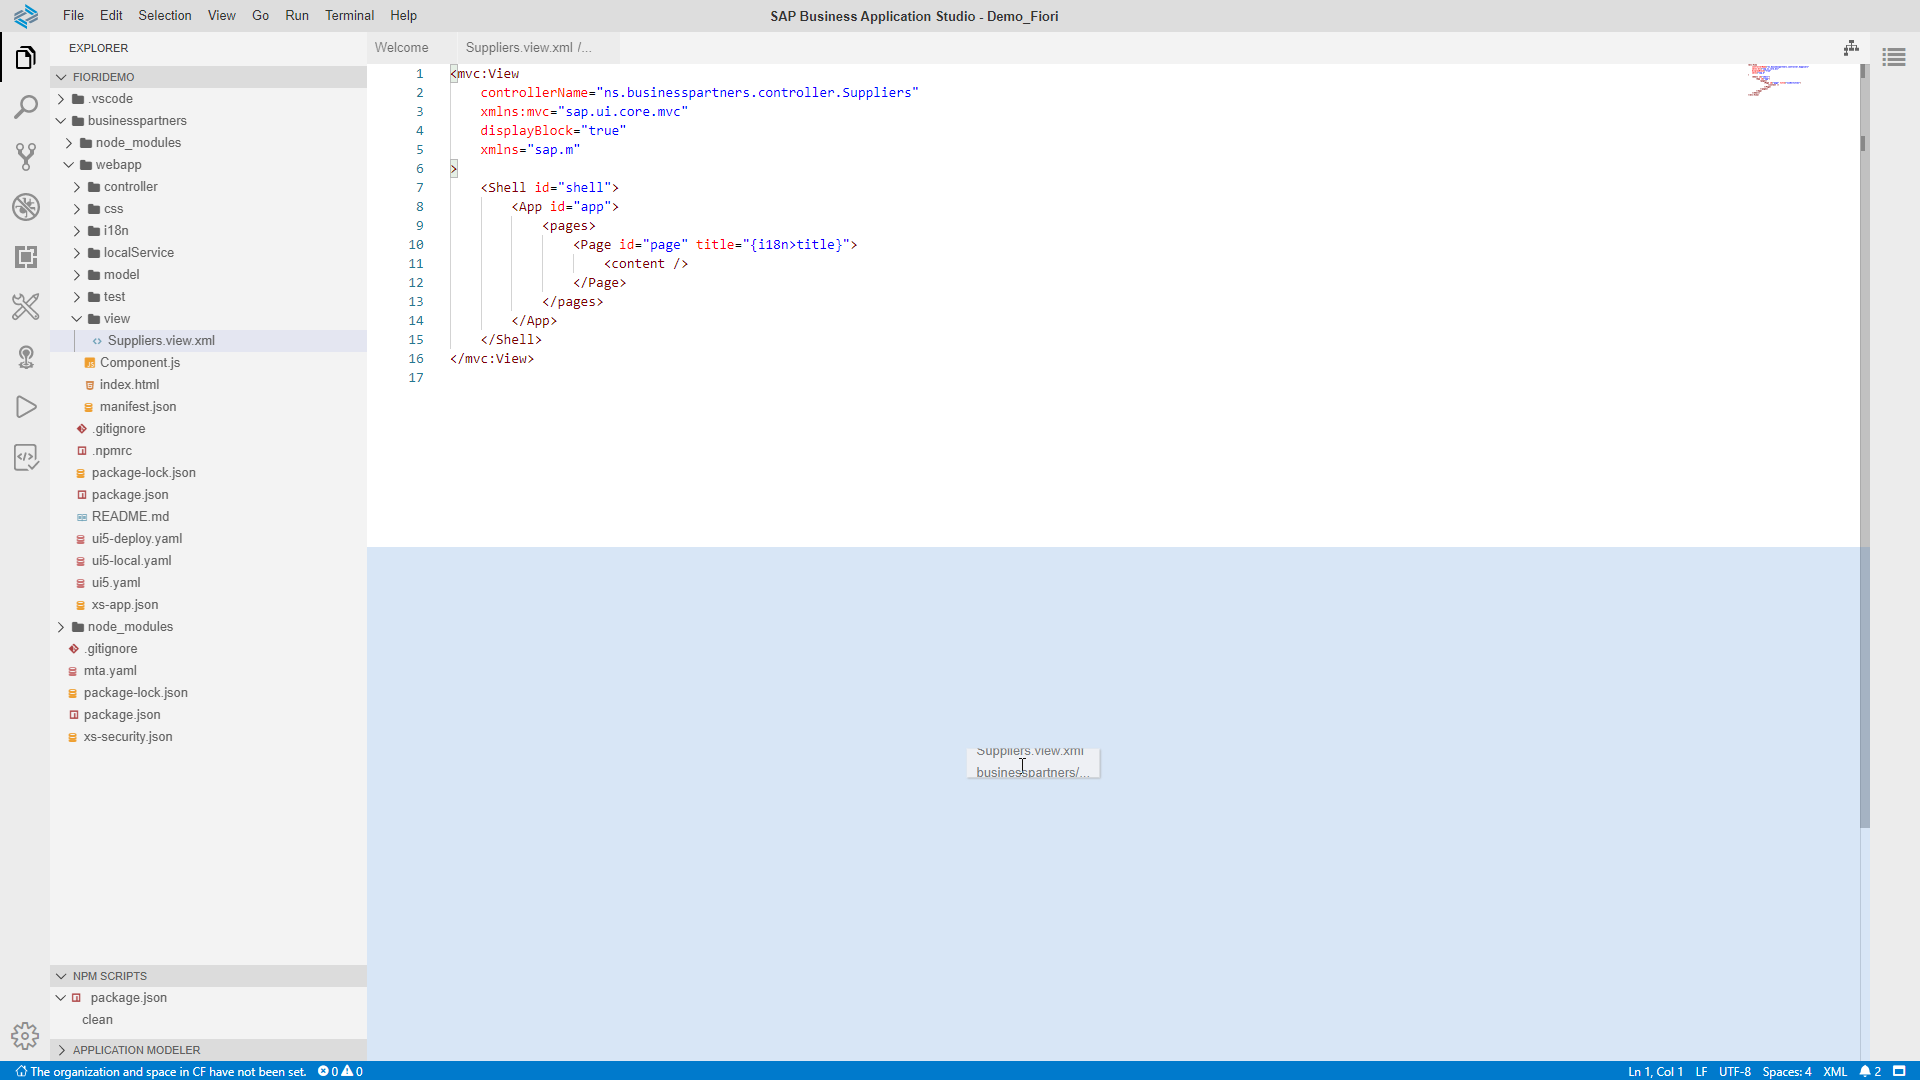 File Edit Selection View Go Run Terminal Help
SAP Business Application Studio - Demo_Fiori
EXPLORER
FIORIDEMO
.vscode
businesspartners
node_modules
webapp
controller
css
i18n
localService
model
test
view
Suppliers.view.xml
Component.js
index.html
manifest.json
.gitignore
.npmrc
package-lock.json
package.json
README.md
ui5-deploy.yaml
ui5-local.yaml
ui5.yaml
xs-app.json
node_modules
.gitignore
mta.yaml
package-lock.json
package.json
xs-security.json
NPM SCRIPTS
package.json
clean
APPLICATION MODELER
Welcome Suppliers.view.xml /...
1 <mvc:View
2 controllerName="ns.businesspartners.controller.Suppliers"
3 xmlns:mvc="sap.ui.core.mvc"
4 displayBlock="true"
5 xmlns="sap.m"
6 >
7 <Shell id="shell">
8 <App id="app">
9 <pages>
10 <Page id="page" title="{i18n>title}">
11 <content />
12 </Page>
13 </pages>
14 </App>
15 </Shell>
16 </mvc:View>
17
Suppliers.view.xml
businesspartners/...
The organization and space in CF have not been set. 0 0
Ln 1, Col 1 LF UTF-8 Spaces: 4 XML 2